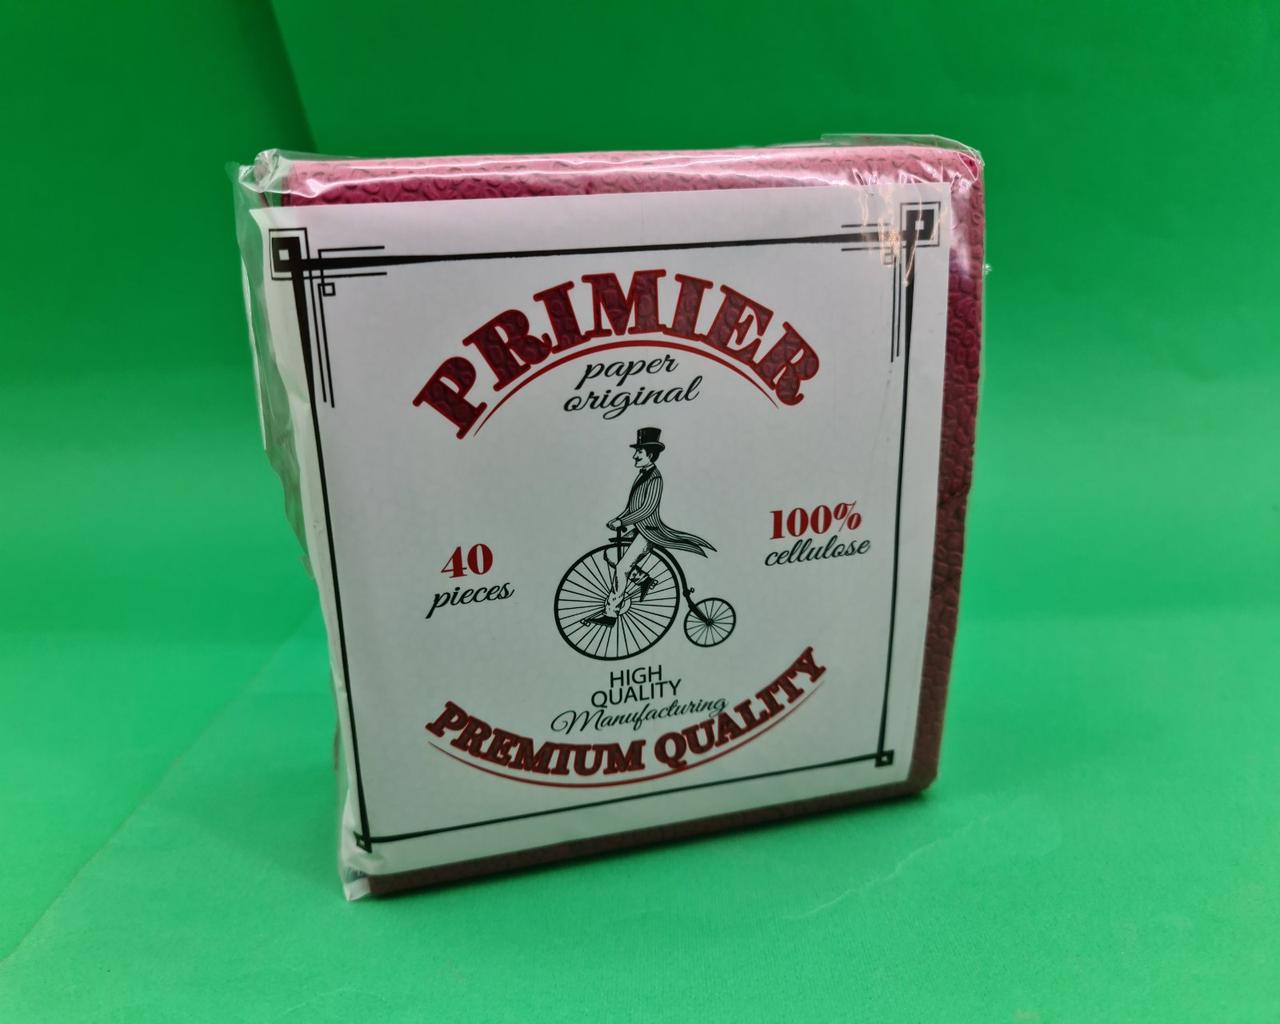 PRIMIER
paper
original
100%
cellulose
40
pieces
HIGH
QUALITY
Manufacturing
PREMIUM QUALITY